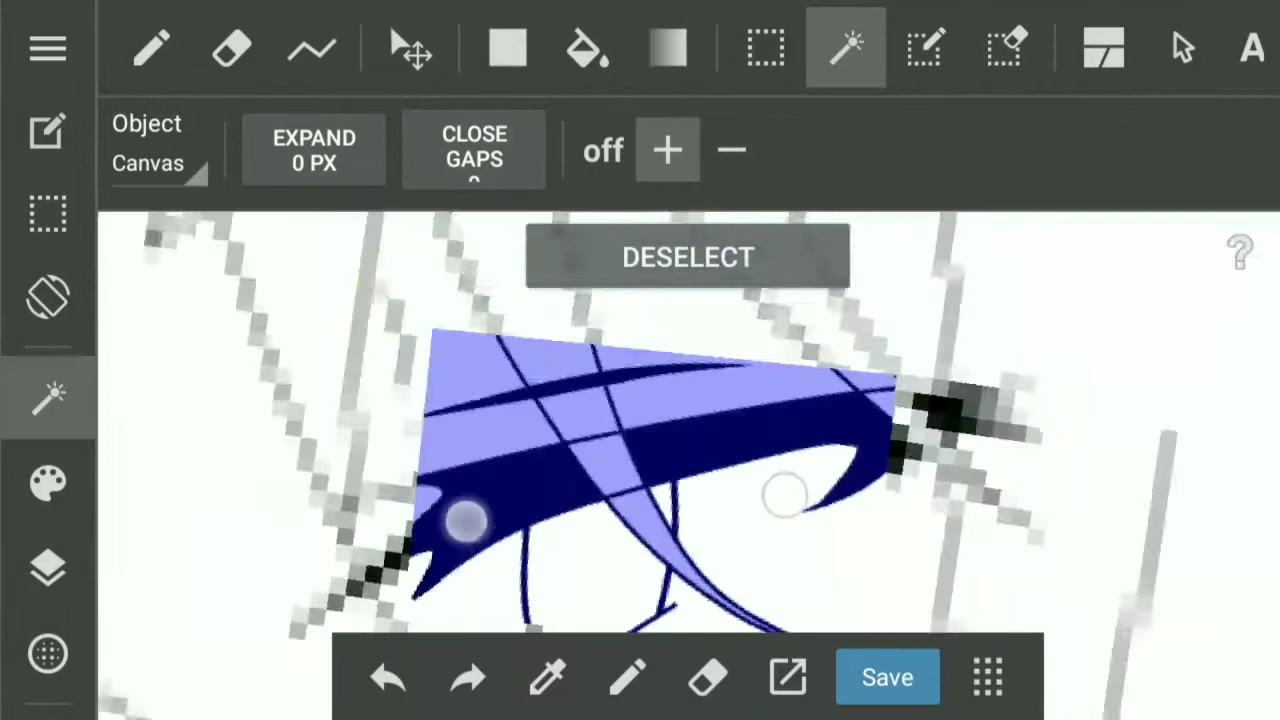 A
Object
Canvas
EXPAND
0 PX
CLOSE
GAPS
off + −
DESELECT
?
Save